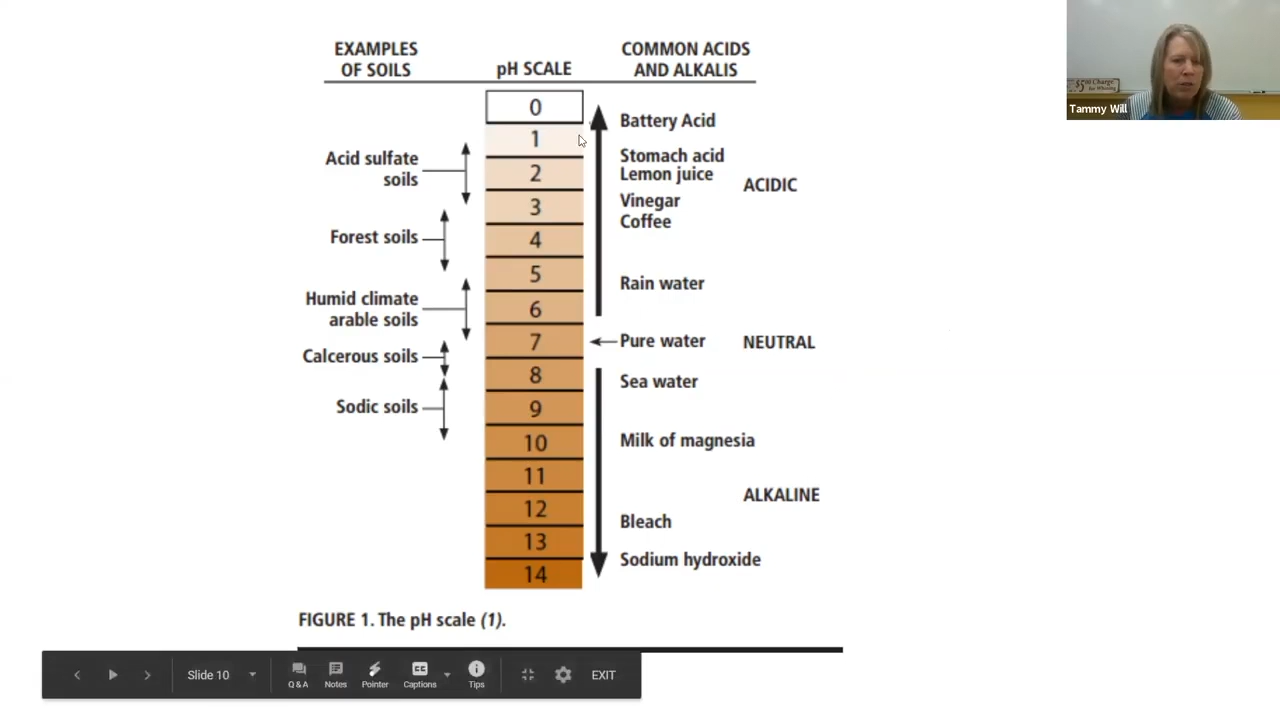 EXAMPLES
OF SOILS
pH SCALE
COMMON ACIDS
AND ALKALIS
0
1
2
3
4
5
6
7
8
9
10
11
12
13
14
Acid sulfate
soils
Forest soils
Humid climate
arable soils
Calcerous soils
Sodic soils
Battery Acid
Stomach acid
Lemon juice
Vinegar
Coffee
Rain water
Pure water
Sea water
Milk of magnesia
Bleach
Sodium hydroxide
ACIDIC
NEUTRAL
ALKALINE
FIGURE 1. The pH scale (1).
Slide 10
Q & A
Notes
Pointer
Captions
Tips
EXIT
Charge
Tammy Will